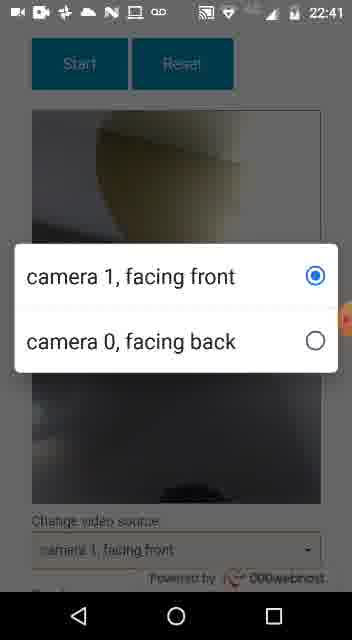 22:41
Start
Reset
camera 1, facing front
camera 0, facing back
Change video source:
camera 1, facing front
Powered by 000webhost